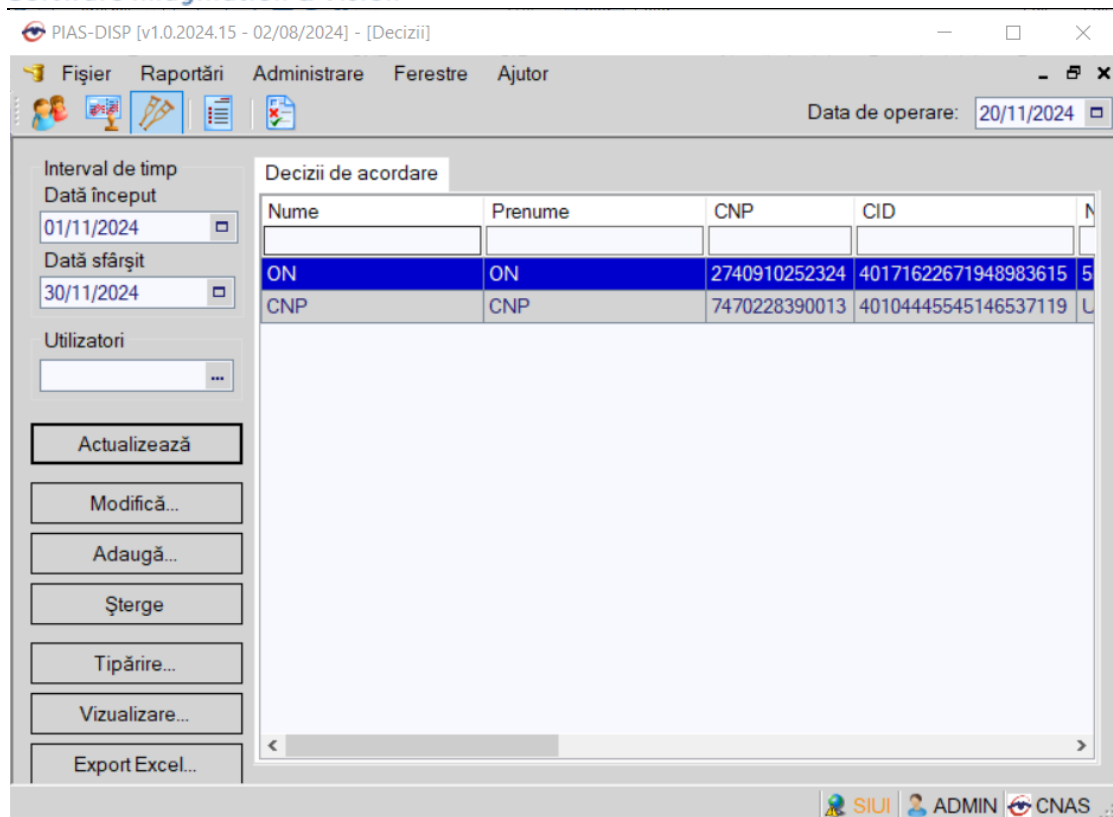 PIAS-DISP [v1.0.2024.15 - 02/08/2024] - [Decizii]
Fişier Raportări Administrare Ferestre Ajutor
Data de operare: 20/11/2024
Interval de timp
Dată început
01/11/2024
Dată sfârşit
30/11/2024
Utilizatori
...
Actualizează
Modifică...
Adaugă...
Şterge
Tipărire...
Vizualizare...
Export Excel...
Decizii de acordare
Nume Prenume CNP CID N
ON ON 2740910252324 40171622671948983615 5
CNP CNP 7470228390013 40104445545146537119 U
SIUI ADMIN CNAS